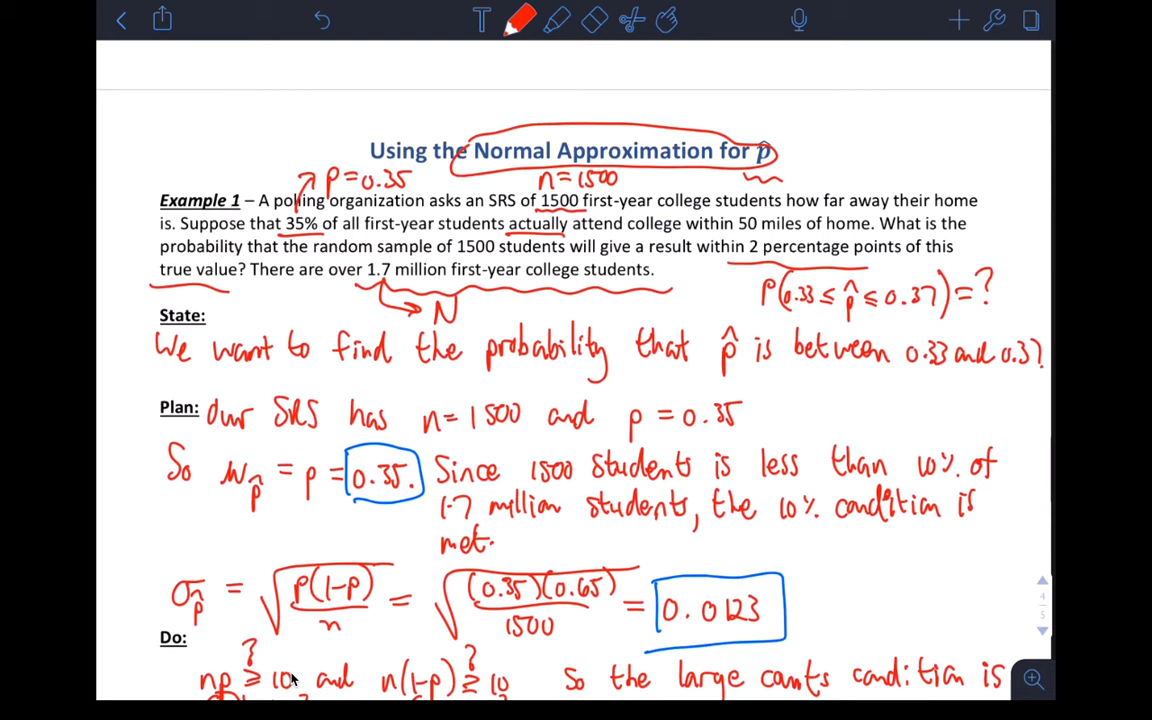 Using the Normal Approximation for p̂
p = 0.35
n = 1500
Example 1 – A polling organization asks an SRS of 1500 first-year college students how far away their home
is. Suppose that 35% of all first-year students actually attend college within 50 miles of home. What is the
probability that the random sample of 1500 students will give a result within 2 percentage points of this
true value? There are over 1.7 million first-year college students.
P(0.33 ≤ p̂ ≤ 0.37) = ?
N
State:
We want to find the probability that p̂ is between 0.33 and 0.37.
Plan: Our SRS has n = 1500 and p = 0.35
So μ_p̂ = p = 0.35. Since 1500 students is less than 10% of
1.7 million students, the 10% condition is
met.
σ_p̂ = √(p(1-p)/n) = √((0.35)(0.65)/1500) = 0.0123
Do:
np ≥? 10 and n(1-p) ≥? 10 So the large counts condition is
4
5